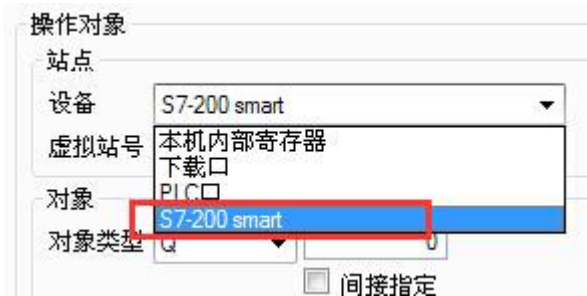 操作对象
站点
设备 S7-200 smart
虚拟站号
本机内部寄存器
下载口
PLC口
S7-200 smart
对象
对象类型 Q 0
间接指定